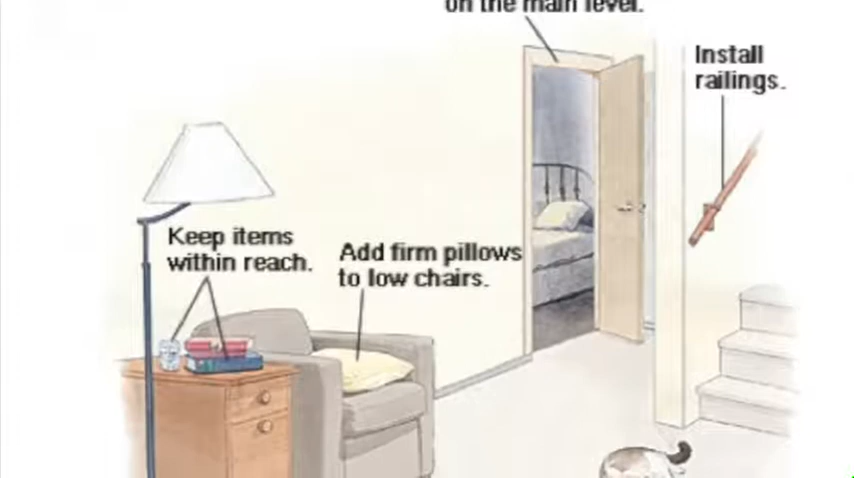 on the main level.
Install
railings.
Keep items
within reach.
Add firm pillows
to low chairs.